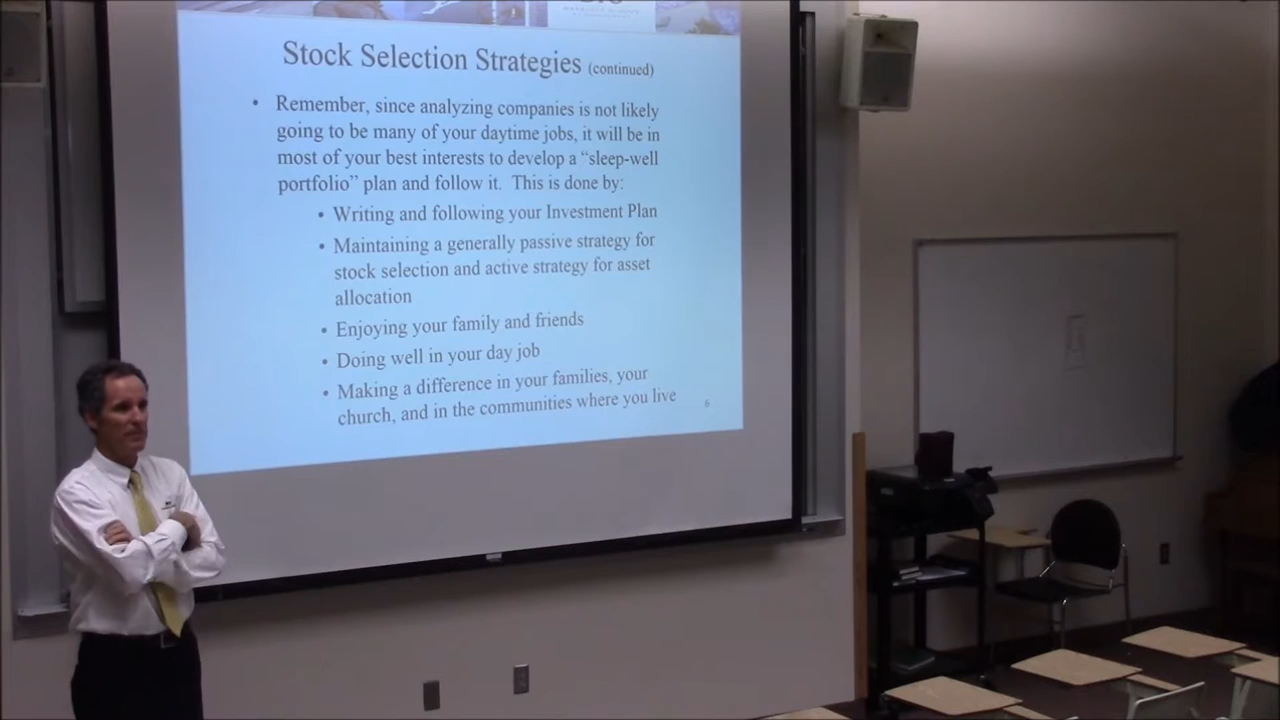 Stock Selection Strategies (continued)
• Remember, since analyzing companies is not likely
going to be many of your daytime jobs, it will be in
most of your best interests to develop a “sleep-well
portfolio” plan and follow it.  This is done by:
• Writing and following your Investment Plan
• Maintaining a generally passive strategy for
stock selection and active strategy for asset
allocation
• Enjoying your family and friends
• Doing well in your day job
• Making a difference in your families, your
church, and in the communities where you live
6